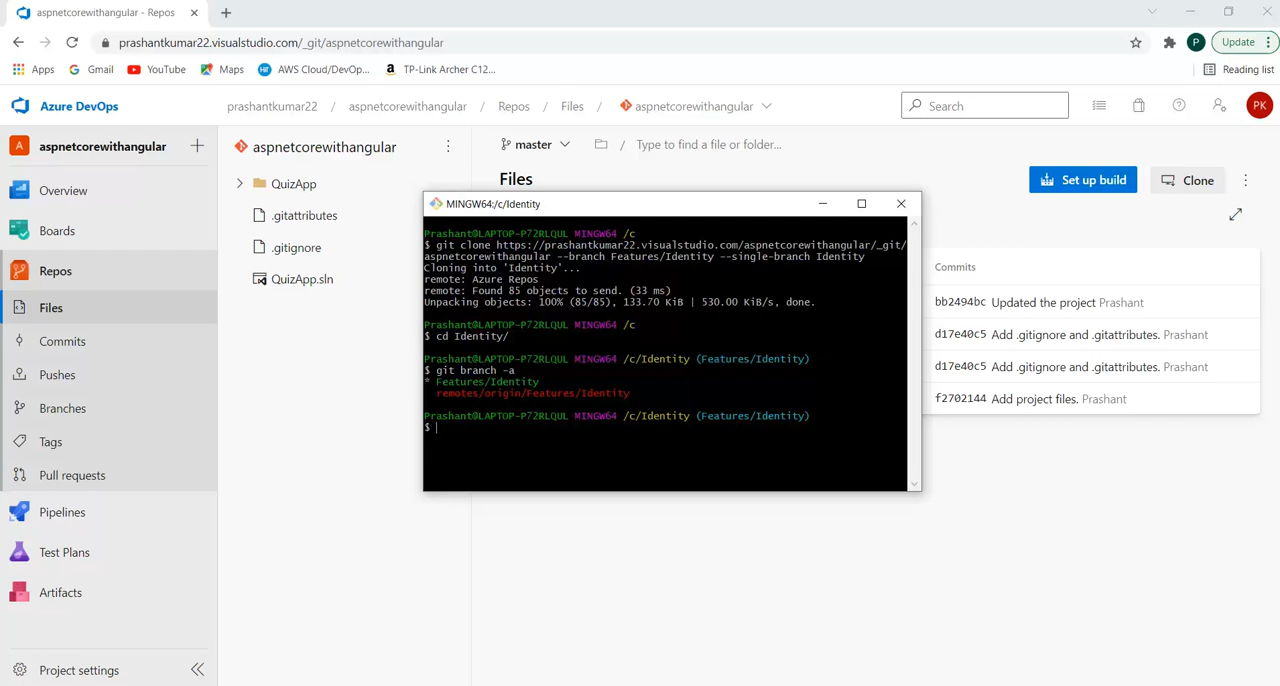 aspnetcorewithangular - Repos
prashantkumar22.visualstudio.com/_git/aspnetcorewithangular
P
Update
Apps
Gmail
YouTube
Maps
AWS Cloud/DevOp...
TP-Link Archer C12...
Reading list
Azure DevOps
prashantkumar22 / aspnetcorewithangular / Repos / Files / aspnetcorewithangular
Search
PK
A aspnetcorewithangular
Overview
Boards
Repos
Files
Commits
Pushes
Branches
Tags
Pull requests
Pipelines
Test Plans
Artifacts
Project settings
aspnetcorewithangular
QuizApp
.gitattributes
.gitignore
QuizApp.sln
master
/ Type to find a file or folder...
Files
Set up build
Clone
Commits
bb2494bc Updated the project Prashant
d17e40c5 Add .gitignore and .gitattributes. Prashant
d17e40c5 Add .gitignore and .gitattributes. Prashant
f2702144 Add project files. Prashant
MINGW64:/c/Identity
Prashant@LAPTOP-P72RLQUL MINGW64 /c
$ git clone https://prashantkumar22.visualstudio.com/aspnetcorewithangular/_git/
aspnetcorewithangular --branch Features/Identity --single-branch Identity
Cloning into 'Identity'...
remote: Azure Repos
remote: Found 85 objects to send. (33 ms)
Unpacking objects: 100% (85/85), 133.70 KiB | 530.00 KiB/s, done.
Prashant@LAPTOP-P72RLQUL MINGW64 /c
$ cd Identity/
Prashant@LAPTOP-P72RLQUL MINGW64 /c/Identity (Features/Identity)
$ git branch -a
* Features/Identity
remotes/origin/Features/Identity
Prashant@LAPTOP-P72RLQUL MINGW64 /c/Identity (Features/Identity)
$